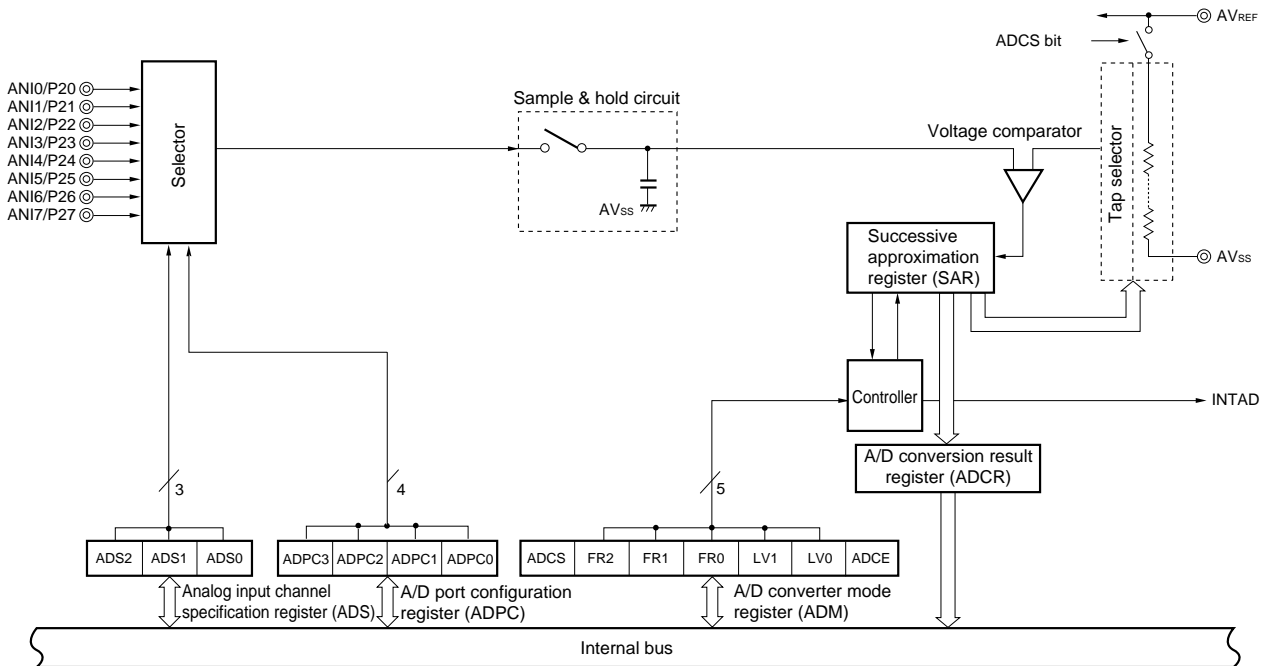 AVREF
ADCS bit
ANI0/P20
ANI1/P21
ANI2/P22
ANI3/P23
ANI4/P24
ANI5/P25
ANI6/P26
ANI7/P27
Selector
Sample & hold circuit
AVSS
Voltage comparator
Tap selector
AVSS
Successive
approximation
register (SAR)
Controller
INTAD
A/D conversion result
register (ADCR)
3
4
5
ADS2 ADS1 ADS0
ADPC3 ADPC2 ADPC1 ADPC0
ADCS FR2 FR1 FR0 LV1 LV0 ADCE
Analog input channel
specification register (ADS)
A/D port configuration
register (ADPC)
A/D converter mode
register (ADM)
Internal bus